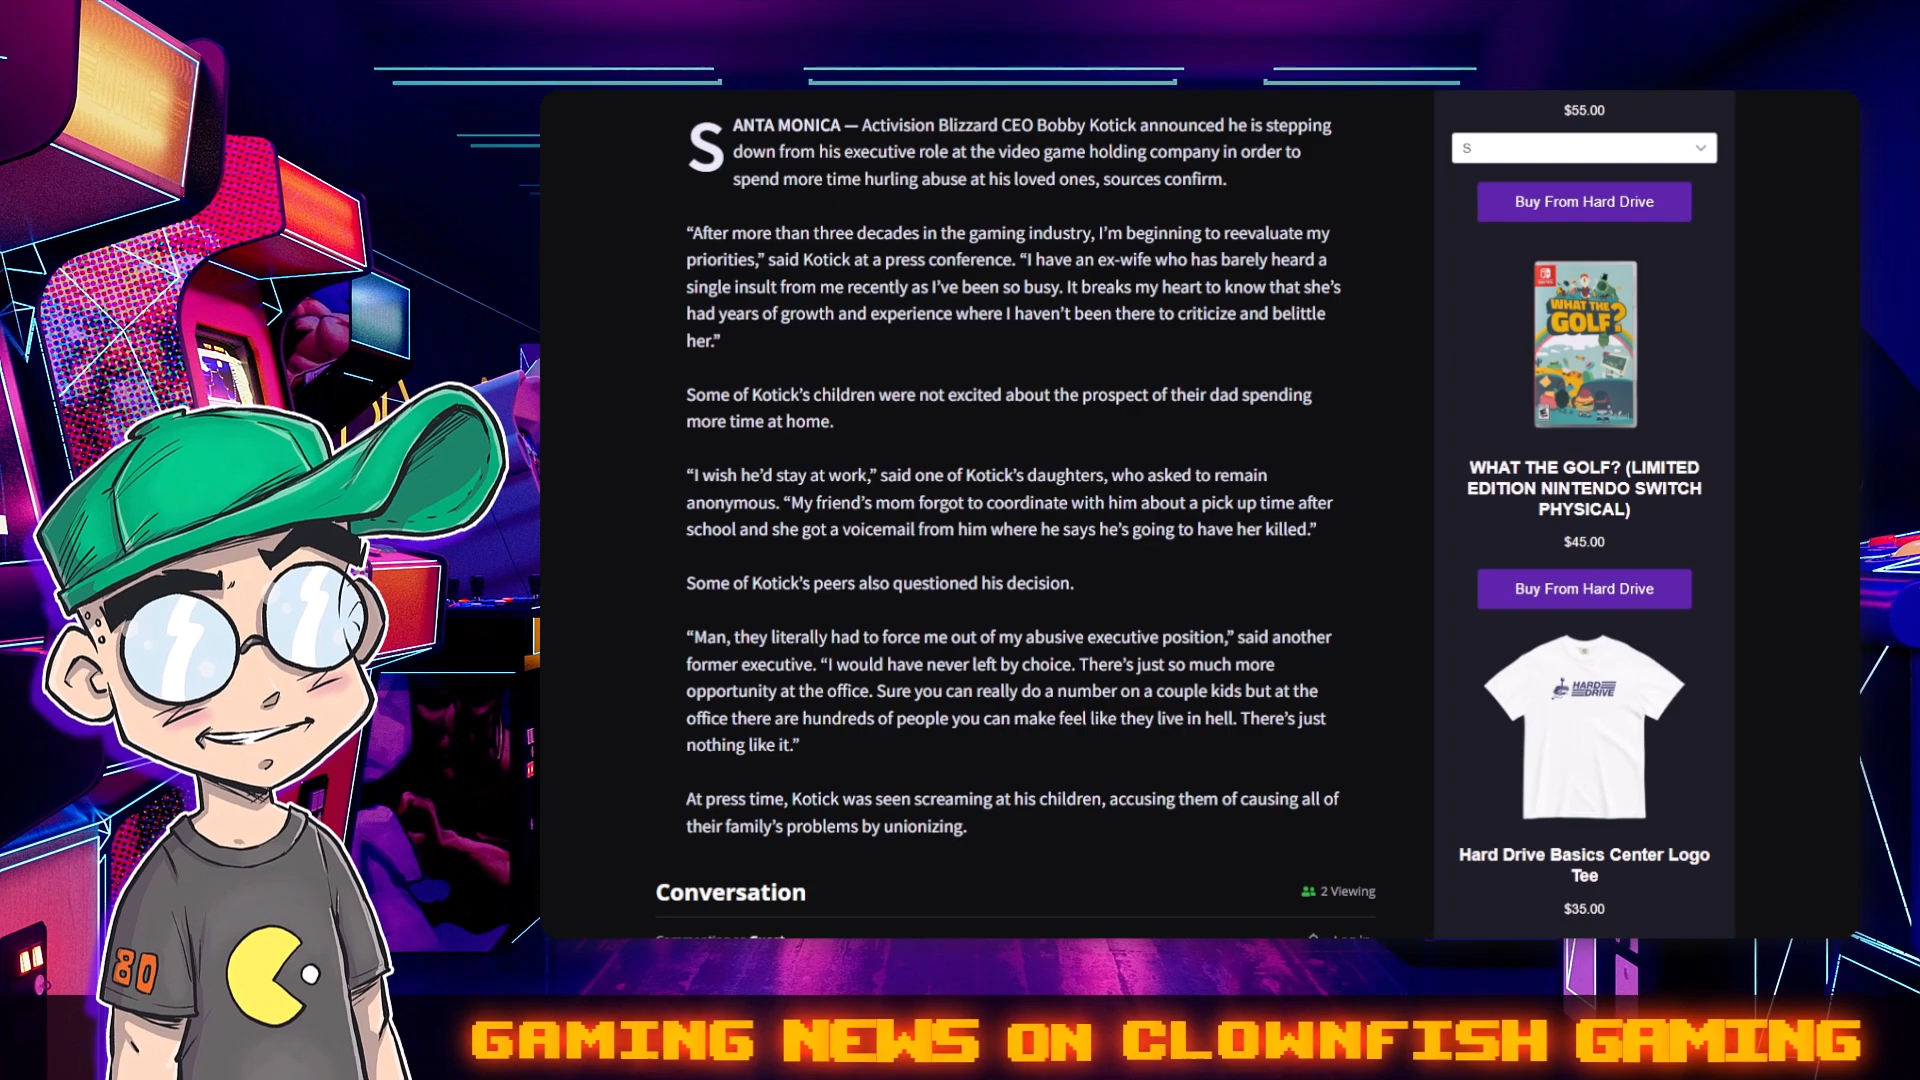 SANTA MONICA — Activision Blizzard CEO Bobby Kotick announced he is stepping
down from his executive role at the video game holding company in order to
spend more time hurling abuse at his loved ones, sources confirm.
“After more than three decades in the gaming industry, I’m beginning to reevaluate my
priorities,” said Kotick at a press conference. “I have an ex-wife who has barely heard a
single insult from me recently as I’ve been so busy. It breaks my heart to know that she’s
had years of growth and experience where I haven’t been there to criticize and belittle
her.”
Some of Kotick’s children were not excited about the prospect of their dad spending
more time at home.
“I wish he’d stay at work,” said one of Kotick’s daughters, who asked to remain
anonymous. “My friend’s mom forgot to coordinate with him about a pick up time after
school and she got a voicemail from him where he says he’s going to have her killed.”
Some of Kotick’s peers also questioned his decision.
“Man, they literally had to force me out of my abusive executive position,” said another
former executive. “I would have never left by choice. There’s just so much more
opportunity at the office. Sure you can really do a number on a couple kids but at the
office there are hundreds of people you can make feel like they live in hell. There’s just
nothing like it.”
At press time, Kotick was seen screaming at his children, accusing them of causing all of
their family’s problems by unionizing.
Conversation
2 Viewing
$55.00
S
Buy From Hard Drive
WHAT THE
GOLF?
WHAT THE GOLF? (LIMITED
EDITION NINTENDO SWITCH
PHYSICAL)
$45.00
Buy From Hard Drive
HARD
DRIVE
Hard Drive Basics Center Logo
Tee
$35.00
80
GAMING NEWS ON CLOWNFISH GAMING